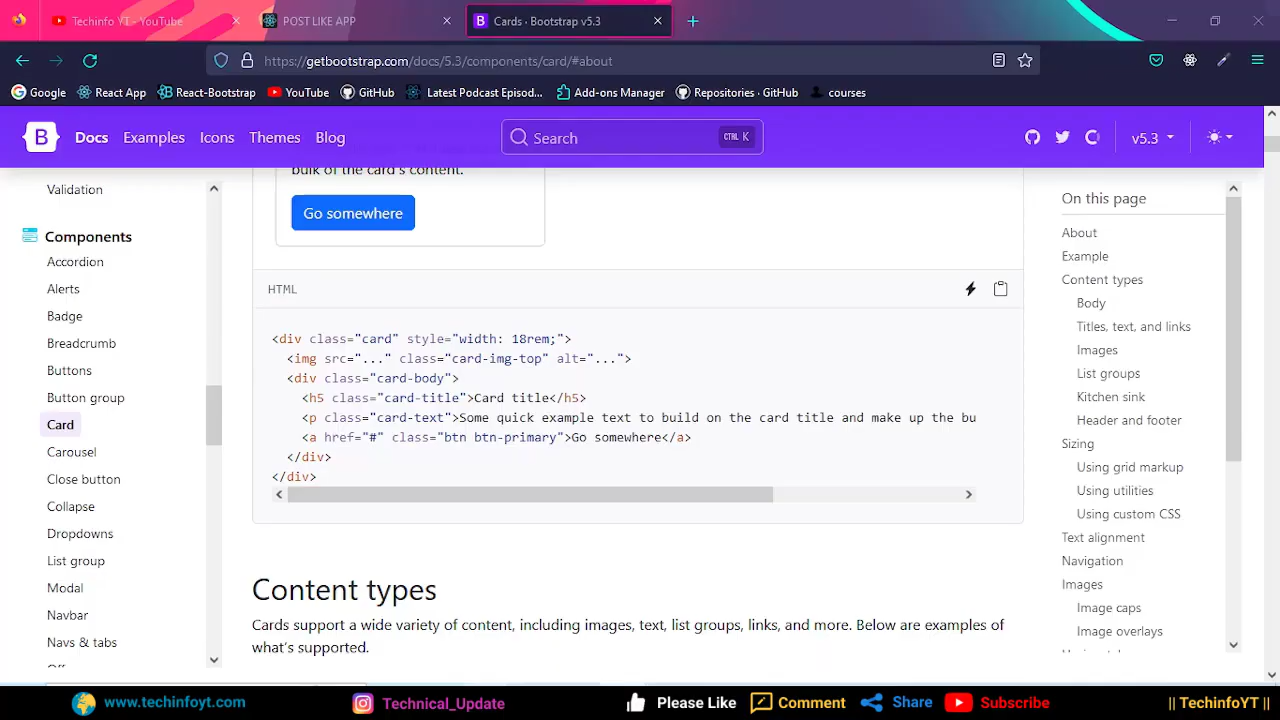 Techinfo YT - YouTube
POST LIKE APP
Cards · Bootstrap v5.3
https://getbootstrap.com/docs/5.3/components/card/#about
Google
React App
React-Bootstrap
YouTube
GitHub
Latest Podcast Episod...
Add-ons Manager
Repositories · GitHub
courses
B
Docs
Examples
Icons
Themes
Blog
Search
CTRL K
v5.3
Validation
Components
Accordion
Alerts
Badge
Breadcrumb
Buttons
Button group
Card
Carousel
Close button
Collapse
Dropdowns
List group
Modal
Navbar
Navs & tabs
bulk of the card's content.
Go somewhere
HTML
<div class="card" style="width: 18rem;">
<img src="..." class="card-img-top" alt="...">
<div class="card-body">
<h5 class="card-title">Card title</h5>
<p class="card-text">Some quick example text to build on the card title and make up the bu
<a href="#" class="btn btn-primary">Go somewhere</a>
</div>
</div>
Content types
Cards support a wide variety of content, including images, text, list groups, links, and more. Below are examples of
what's supported.
On this page
About
Example
Content types
Body
Titles, text, and links
Images
List groups
Kitchen sink
Header and footer
Sizing
Using grid markup
Using utilities
Using custom CSS
Text alignment
Navigation
Images
Image caps
Image overlays
www.techinfoyt.com
Technical_Update
Please Like
Comment
Share
Subscribe
|| TechinfoYT ||